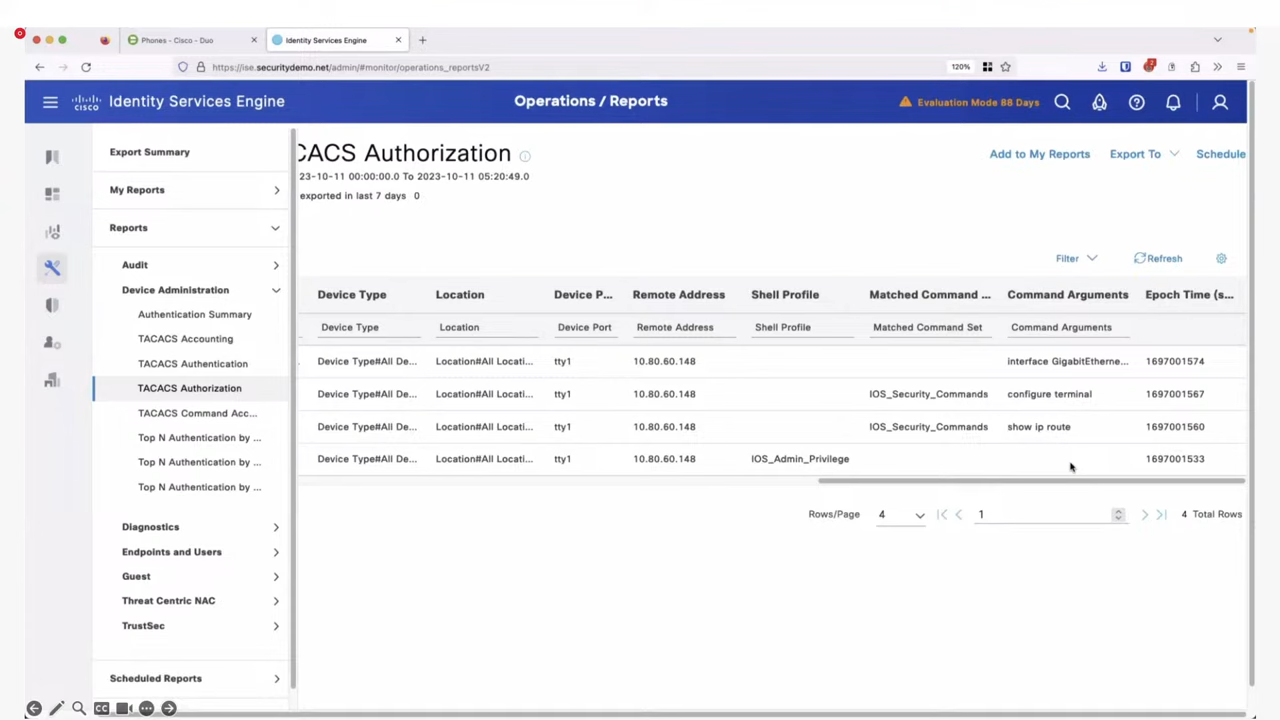 Phones - Cisco - Duo
Identity Services Engine
https://ise.securitydemo.net/admin/#monitor/operations_reportsV2
120%
2
CISCO Identity Services Engine
Operations / Reports
Evaluation Mode 88 Days
Export Summary
My Reports
Reports
Audit
Device Administration
Authentication Summary
TACACS Accounting
TACACS Authentication
TACACS Authorization
TACACS Command Acc...
Top N Authentication by ...
Top N Authentication by ...
Top N Authentication by ...
Diagnostics
Endpoints and Users
Guest
Threat Centric NAC
TrustSec
Scheduled Reports
CACS Authorization
23-10-11 00:00:00.0 To 2023-10-11 05:20:49.0
exported in last 7 days 0
Add to My Reports Export To Schedule
Filter Refresh
Device Type Location Device P... Remote Address Shell Profile Matched Command ... Command Arguments Epoch Time (s...
Device Type Location Device Port Remote Address Shell Profile Matched Command Set Command Arguments
Device Type#All De... Location#All Locati... tty1 10.80.60.148 interface GigabitEtherne... 1697001574
Device Type#All De... Location#All Locati... tty1 10.80.60.148 IOS_Security_Commands configure terminal 1697001567
Device Type#All De... Location#All Locati... tty1 10.80.60.148 IOS_Security_Commands show ip route 1697001560
Device Type#All De... Location#All Locati... tty1 10.80.60.148 IOS_Admin_Privilege 1697001533
Rows/Page 4 1 4 Total Rows
CC